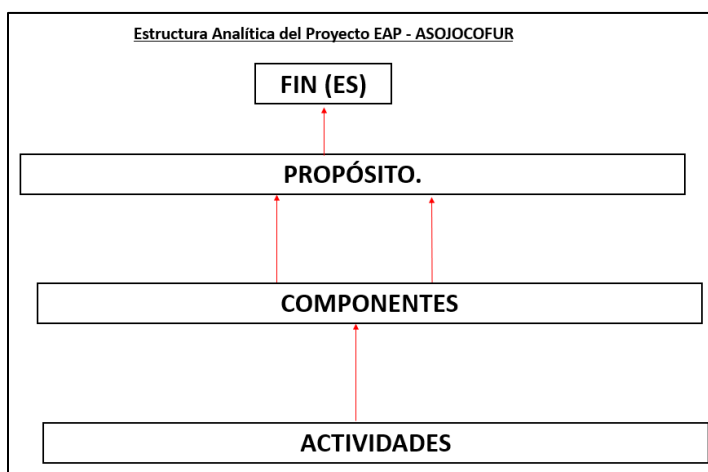 Estructura Analítica del Proyecto EAP - ASOJOCOFUR
FIN (ES)
PROPÓSITO.
COMPONENTES
ACTIVIDADES